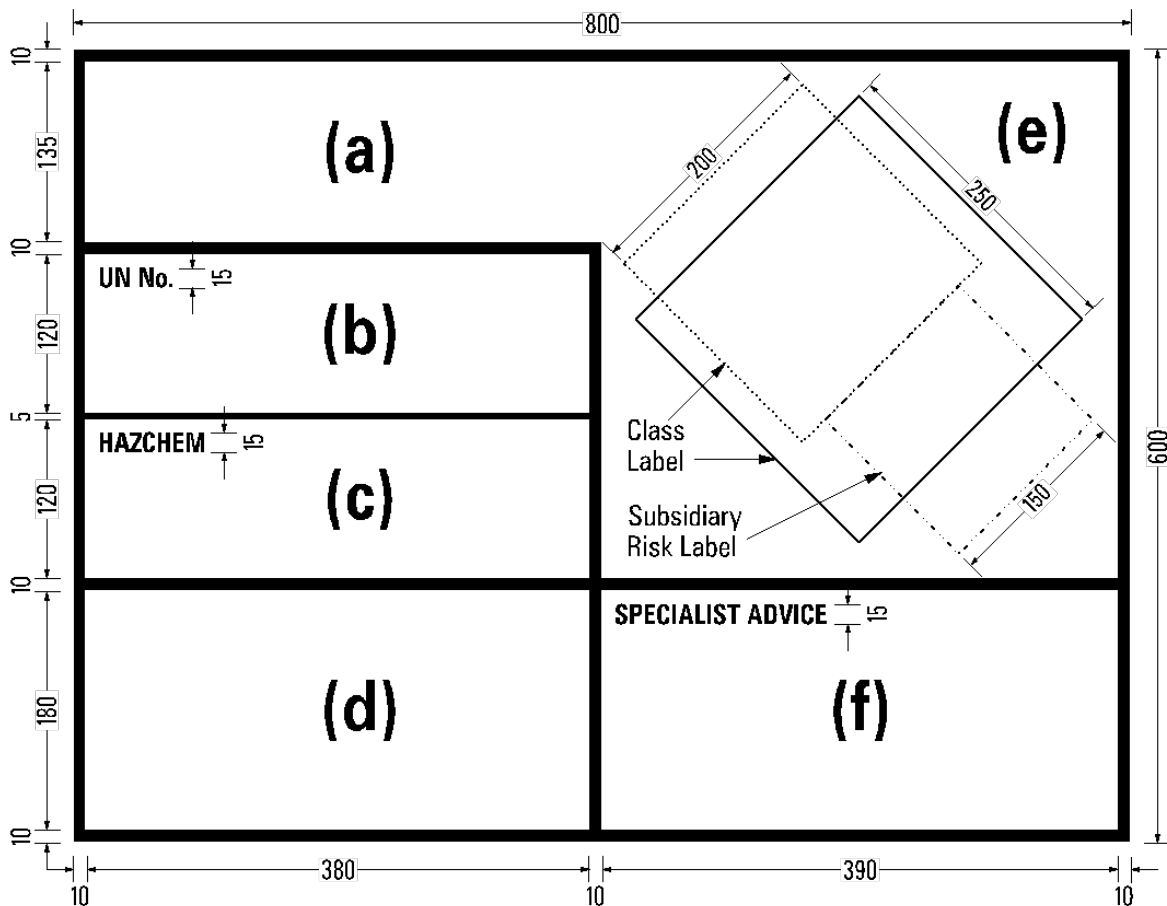 800
10
135
(a)
(e)
200
250
10
UN No.
15
120
(b)
5
HAZCHEM
15
Class
Label
600
120
(c)
150
Subsidiary
Risk Label
10
SPECIALIST ADVICE
15
180
(d)
(f)
10
380
390
10
10
10